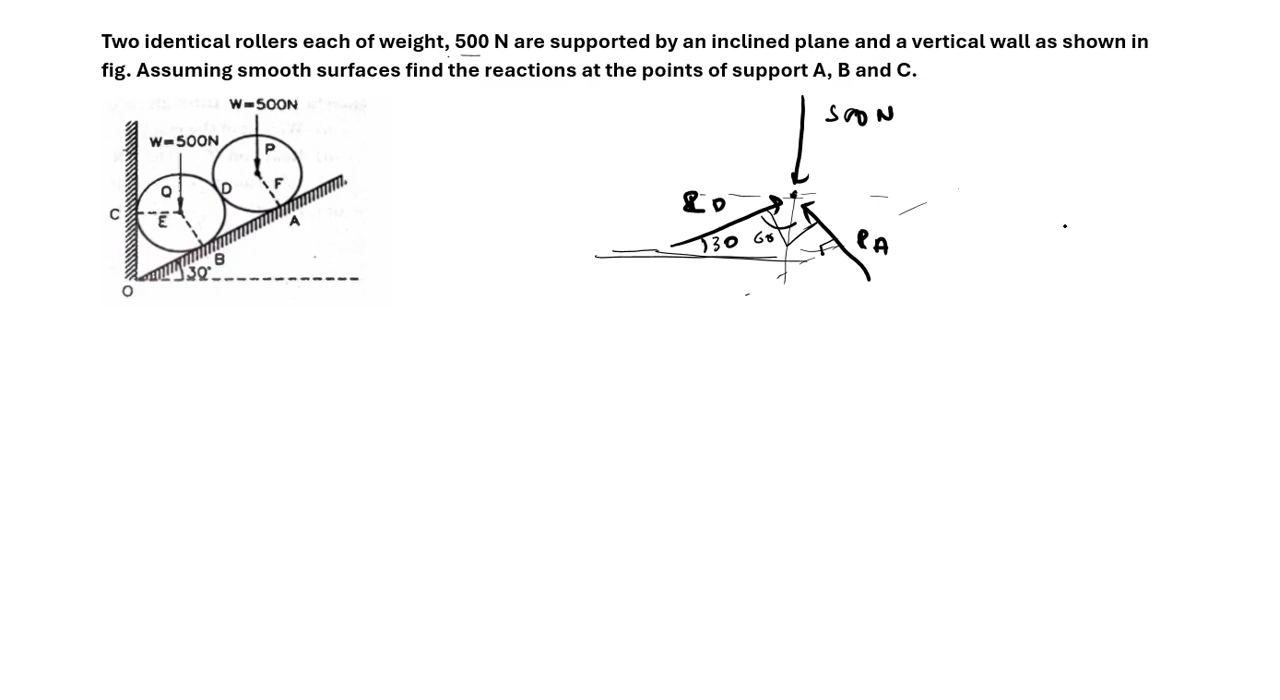 Two identical rollers each of weight, 500 N are supported by an inclined plane and a vertical wall as shown in
fig. Assuming smooth surfaces find the reactions at the points of support A, B and C.
W=500N
W=500N
P
Q
D
F
C
E
A
B
30°
O
500 N
R D
30
60
R A